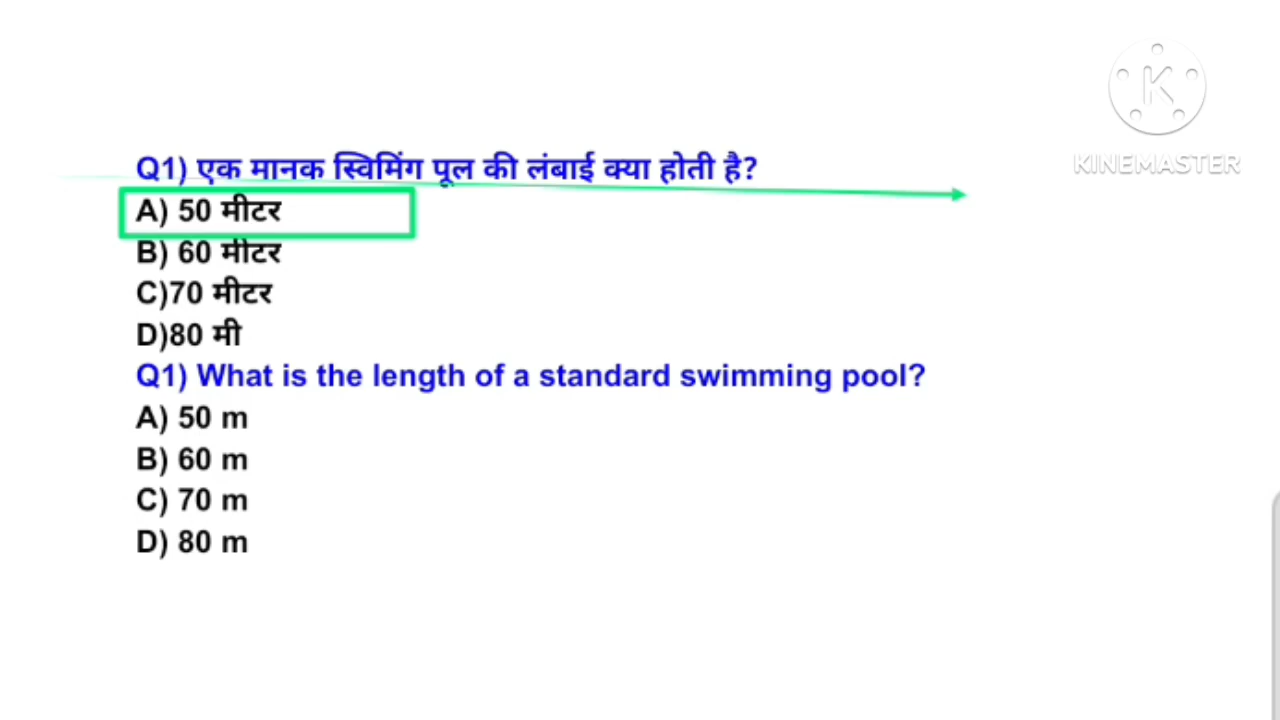 Q1) एक मानक स्विमिंग पूल की लंबाई क्या होती है?
A) 50 मीटर
B) 60 मीटर
C)70 मीटर
D)80 मी
Q1) What is the length of a standard swimming pool?
A) 50 m
B) 60 m
C) 70 m
D) 80 m
K
KINEMASTER